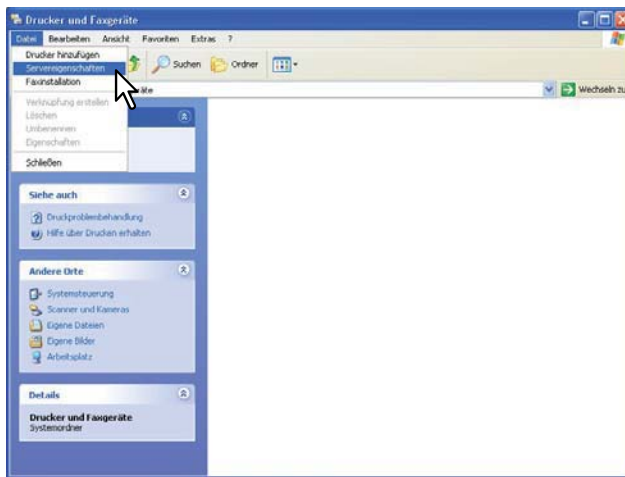 Drucker und Faxgeräte
Datei Bearbeiten Ansicht Favoriten Extras ?
Drucker hinzufügen
Servereigenschaften
Faxinstallation
Verknüpfung erstellen
Löschen
Umbenennen
Eigenschaften
Schließen
Suchen Ordner
äte
Wechseln zu
Siehe auch
Druckproblembehandlung
Hilfe über Drucken erhalten
Andere Orte
Systemsteuerung
Scanner und Kameras
Eigene Dateien
Eigene Bilder
Arbeitsplatz
Details
Drucker und Faxgeräte
Systemordner